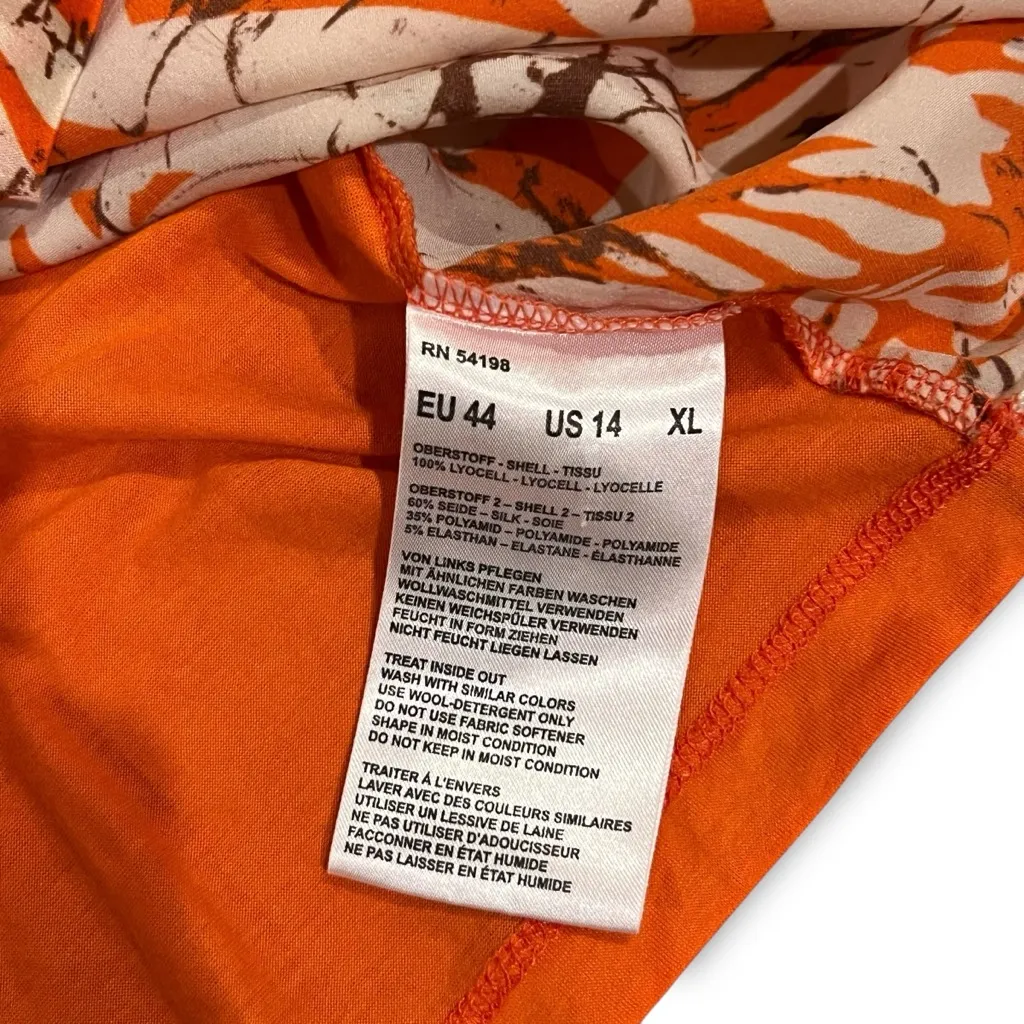 RN 54198
EU 44 US 14 XL
OBERSTOFF - SHELL - TISSU
100% LYOCELL - LYOCELL - LYOCELLE
OBERSTOFF 2 – SHELL 2 – TISSU 2
60% SEIDE – SILK - SOIE
35% POLYAMID – POLYAMIDE - POLYAMIDE
5% ELASTHAN – ELASTANE - ÉLASTHANNE
VON LINKS PFLEGEN
MIT ÄHNLICHEN FARBEN WASCHEN
WOLLWASCHMITTEL VERWENDEN
KEINEN WEICHSPÜLER VERWENDEN
FEUCHT IN FORM ZIEHEN
NICHT FEUCHT LIEGEN LASSEN
TREAT INSIDE OUT
WASH WITH SIMILAR COLORS
USE WOOL-DETERGENT ONLY
DO NOT USE FABRIC SOFTENER
SHAPE IN MOIST CONDITION
DO NOT KEEP IN MOIST CONDITION
TRAITER Á L'ENVERS
LAVER AVEC DES COULEURS SIMILAIRES
UTILISER UN LESSIVE DE LAINE
NE PAS UTILISER D'ADOUCISSEUR
FACCONNER EN ÉTAT HUMIDE
NE PAS LAISSER EN ÉTAT HUMIDE